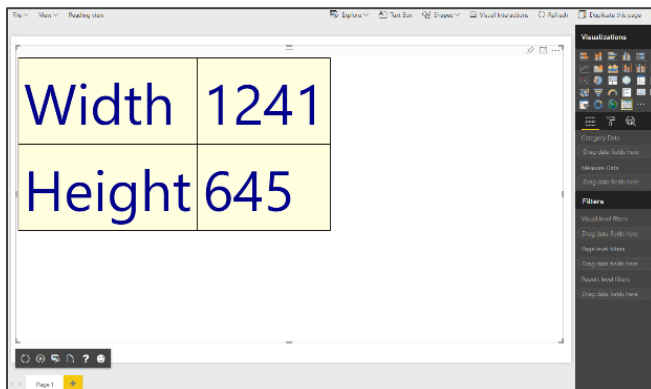 File View Reading view Explore Text Box Shapes Visual Interactions Refresh Duplicate this page
Visualizations
Width 1241
Height 645
Category Data
Drag data fields here
Measure Data
Drag data fields here
Filters
Visual level filters
Drag data fields here
Page level filters
Drag data fields here
Report level filters
Drag data fields here
?
Page 1 +